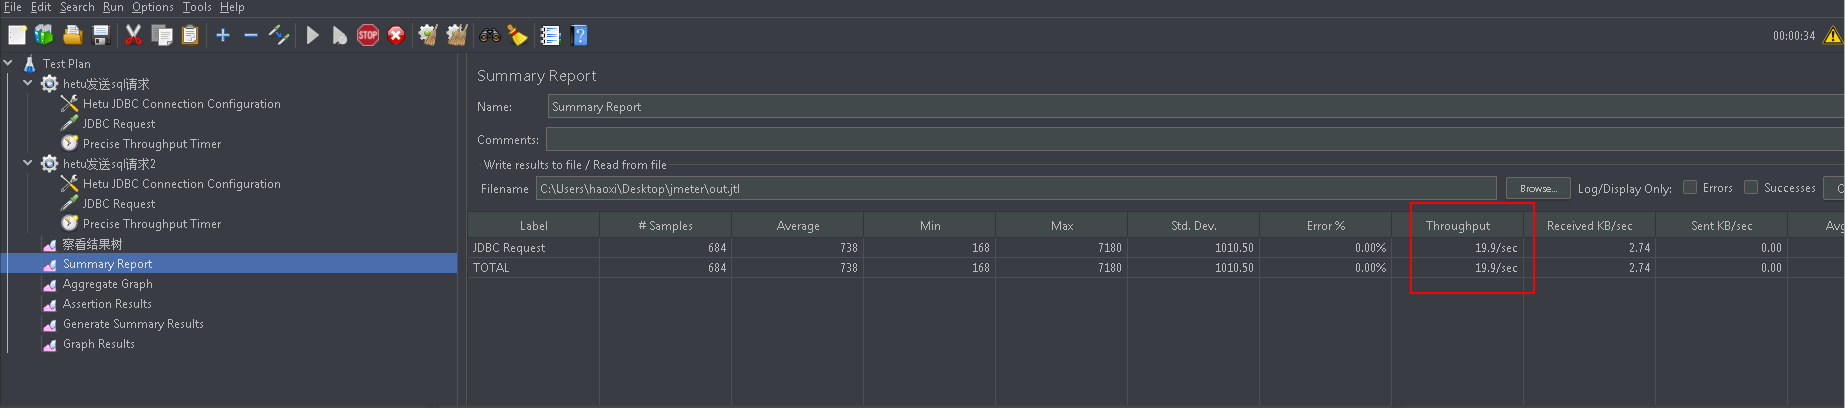 File Edit Search Run Options Tools Help
STOP
?
00:00:34
Test Plan
hetu发送sql请求
Hetu JDBC Connection Configuration
JDBC Request
Precise Throughput Timer
hetu发送sql请求2
Hetu JDBC Connection Configuration
JDBC Request
Precise Throughput Timer
察看结果树
Summary Report
Aggregate Graph
Assertion Results
Generate Summary Results
Graph Results
Summary Report
Name: Summary Report
Comments:
Write results to file / Read from file
Filename C:\Users\haoxi\Desktop\jmeter\out.jtl Browse... Log/Display Only: Errors Successes
Label # Samples Average Min Max Std. Dev. Error % Throughput Received KB/sec Sent KB/sec Avg
JDBC Request 684 738 168 7180 1010.50 0.00% 19.9/sec 2.74 0.00
TOTAL 684 738 168 7180 1010.50 0.00% 19.9/sec 2.74 0.00